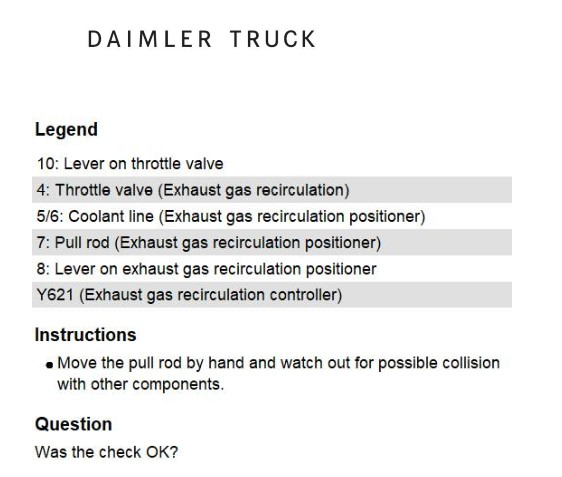 DAIMLER TRUCK
Legend
10: Lever on throttle valve
4: Throttle valve (Exhaust gas recirculation)
5/6: Coolant line (Exhaust gas recirculation positioner)
7: Pull rod (Exhaust gas recirculation positioner)
8: Lever on exhaust gas recirculation positioner
Y621 (Exhaust gas recirculation controller)
Instructions
• Move the pull rod by hand and watch out for possible collision
with other components.
Question
Was the check OK?